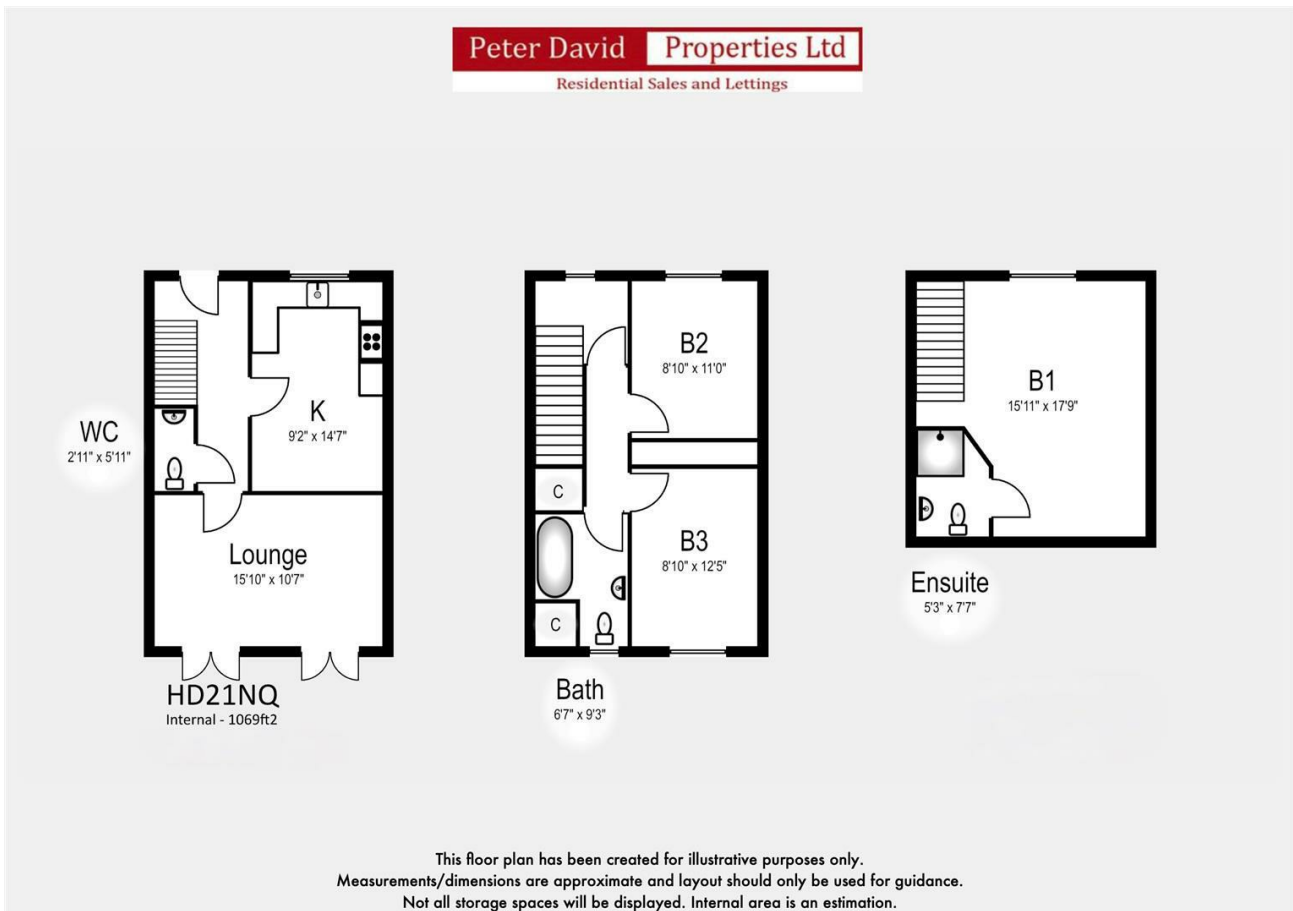 Peter David Properties Ltd
Residential Sales and Lettings
WC
2'11" x 5'11"
K
9'2" x 14'7"
Lounge
15'10" x 10'7"
HD21NQ
Internal - 1069ft2
B2
8'10" x 11'0"
C
B3
8'10" x 12'5"
C
Bath
6'7" x 9'3"
B1
15'11" x 17'9"
Ensuite
5'3" x 7'7"
This floor plan has been created for illustrative purposes only.
Measurements/dimensions are approximate and layout should only be used for guidance.
Not all storage spaces will be displayed. Internal area is an estimation.